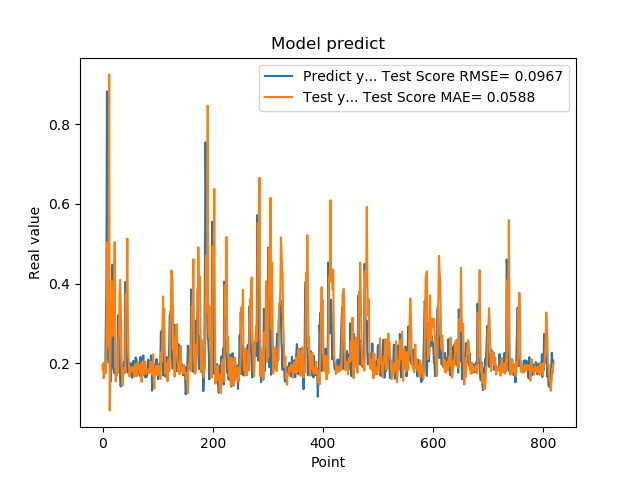 Model predict
Predict y... Test Score RMSE= 0.0967
Test y... Test Score MAE= 0.0588
Real value
0.8
0.6
0.4
0.2
0
200
400
600
800
Point